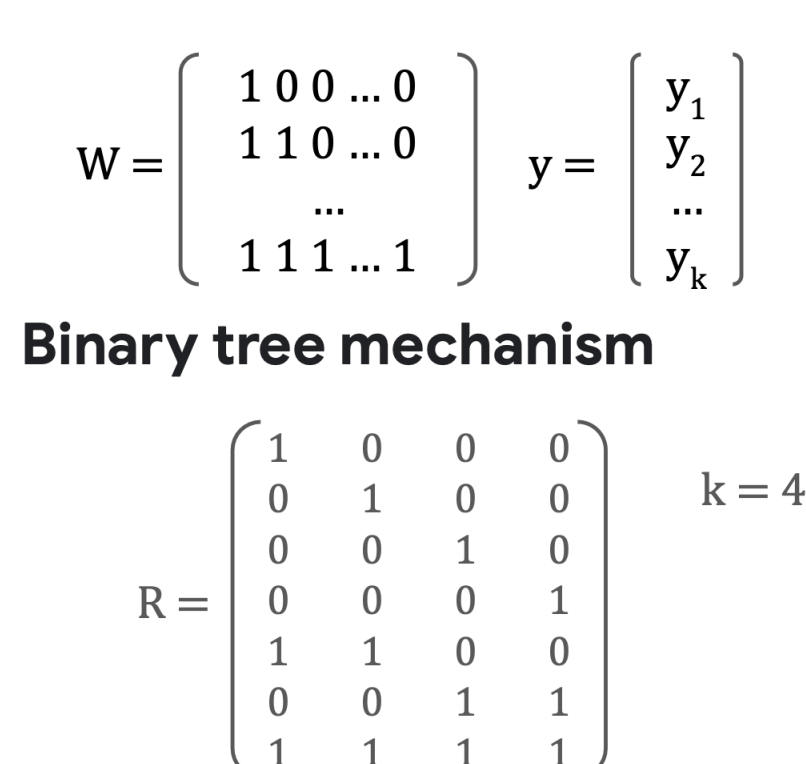 W = ( 1 0 0 ... 0
1 1 0 ... 0
...
1 1 1 ... 1 )
y = [ y₁
y₂
...
yₖ ]
Binary tree mechanism
R = ( 1 0 0 0
0 1 0 0
0 0 1 0
0 0 0 1
1 1 0 0
0 0 1 1
1 1 1 1 )
k = 4